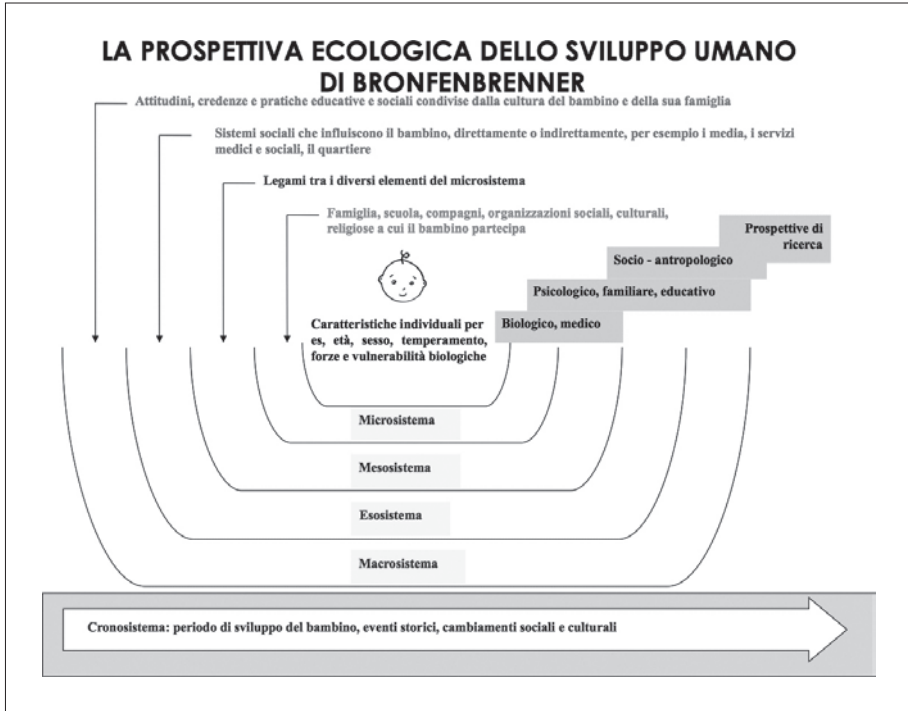 LA PROSPETTIVA ECOLOGICA DELLO SVILUPPO UMANO
DI BRONFENBRENNER
Attitudini, credenze e pratiche educative e sociali condivise dalla cultura del bambino e della sua famiglia
Sistemi sociali che influiscono il bambino, direttamente o indirettamente, per esempio i media, i servizi
medici e sociali, il quartiere
Legami tra i diversi elementi del microsistema
Famiglia, scuola, compagni, organizzazioni sociali, culturali,
religiose a cui il bambino partecipa
Prospettive di
ricerca
Socio - antropologico
Psicologico, familiare, educativo
Biologico, medico
Caratteristiche individuali per
es, età, sesso, temperamento,
forze e vulnerabilità biologiche
Microsistema
Mesosistema
Esosistema
Macrosistema
Cronosistema: periodo di sviluppo del bambino, eventi storici, cambiamenti sociali e culturali